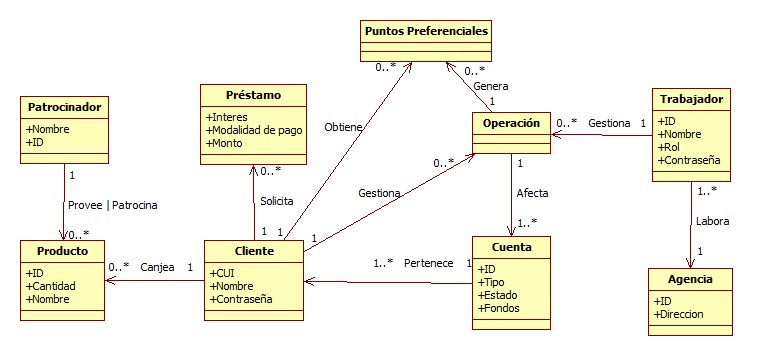 Puntos Preferenciales
0..*
0..*
Genera
1
Patrocinador
+Nombre
+ID
1
Provee | Patrocina
0..*
Préstamo
+Interes
+Modalidad de pago
+Monto
0..*
Solicita
1
Obtiene
1
Operación
0..*
Gestiona
1
Trabajador
+ID
+Nombre
+Rol
+Contraseña
1..*
Labora
1
0..*
Gestiona
1
1
Afecta
1..*
Producto
+ID
+Cantidad
+Nombre
0..*
Canjea
1
Cliente
+CUI
+Nombre
+Contraseña
1..*
Pertenece
1
Cuenta
+ID
+Tipo
+Estado
+Fondos
Agencia
+ID
+Direccion